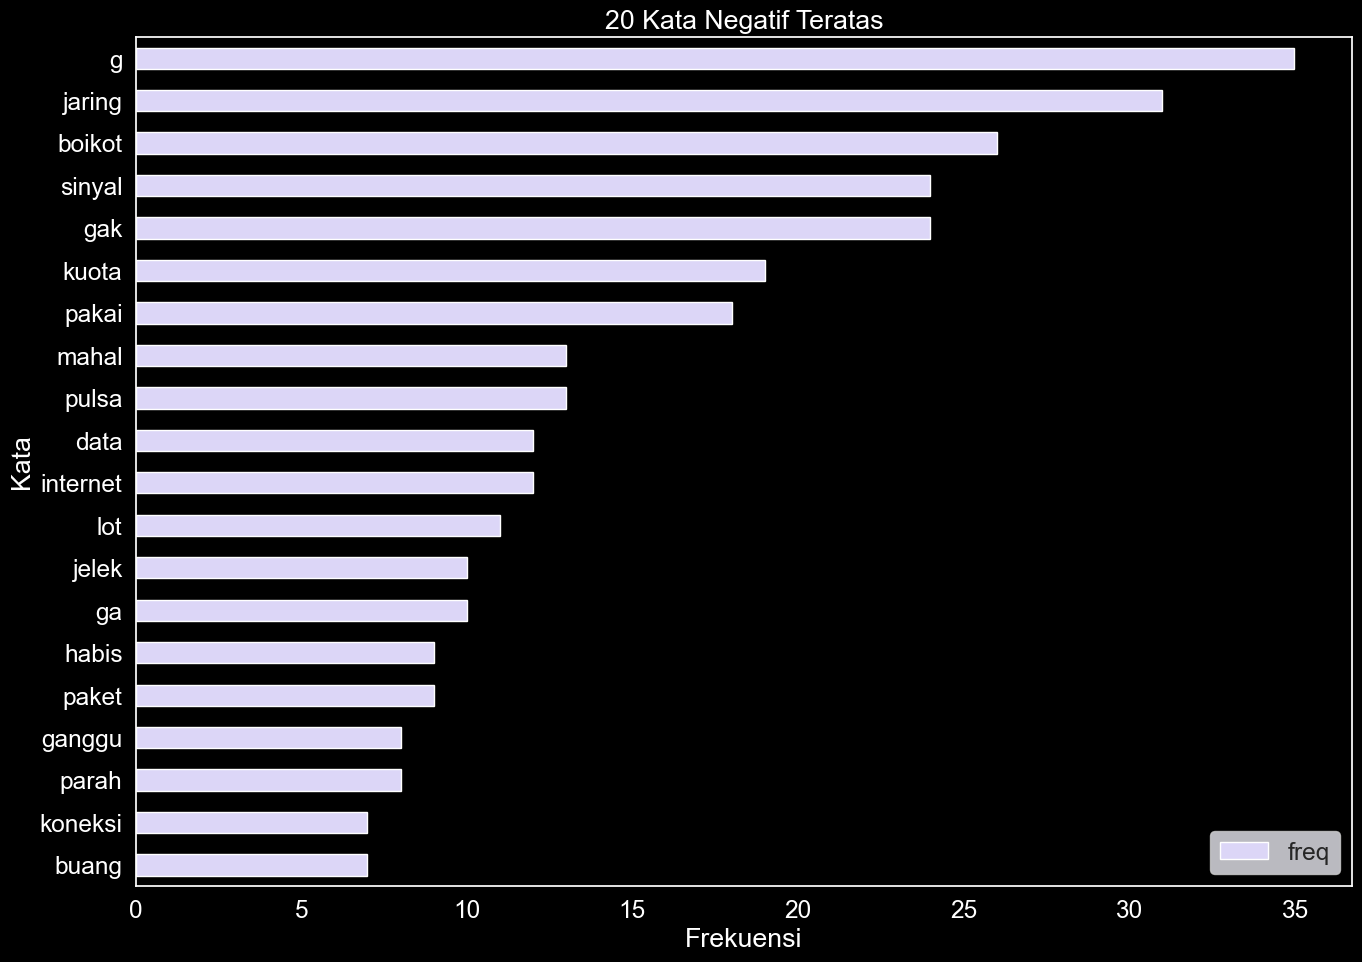 20 Kata Negatif Teratas
g
jaring
boikot
sinyal
gak
kuota
pakai
mahal
pulsa
data
internet
lot
jelek
ga
habis
paket
ganggu
parah
koneksi
buang
Kata
freq
0 5 10 15 20 25 30 35
Frekuensi